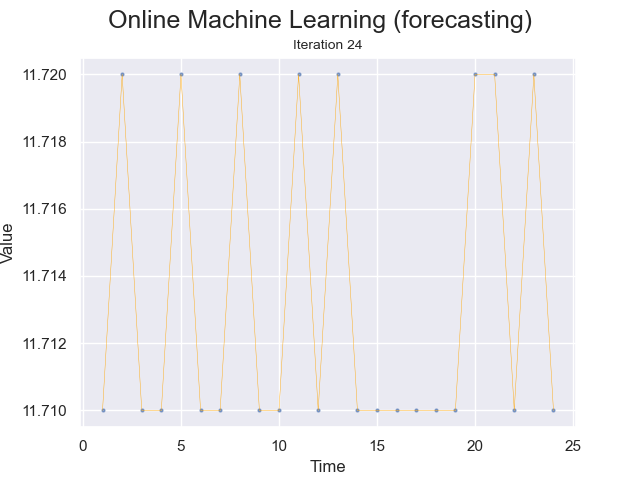 Online Machine Learning (forecasting)
Iteration 24
11.720
11.718
11.716
11.714
11.712
11.710
Value
0 5 10 15 20 25
Time